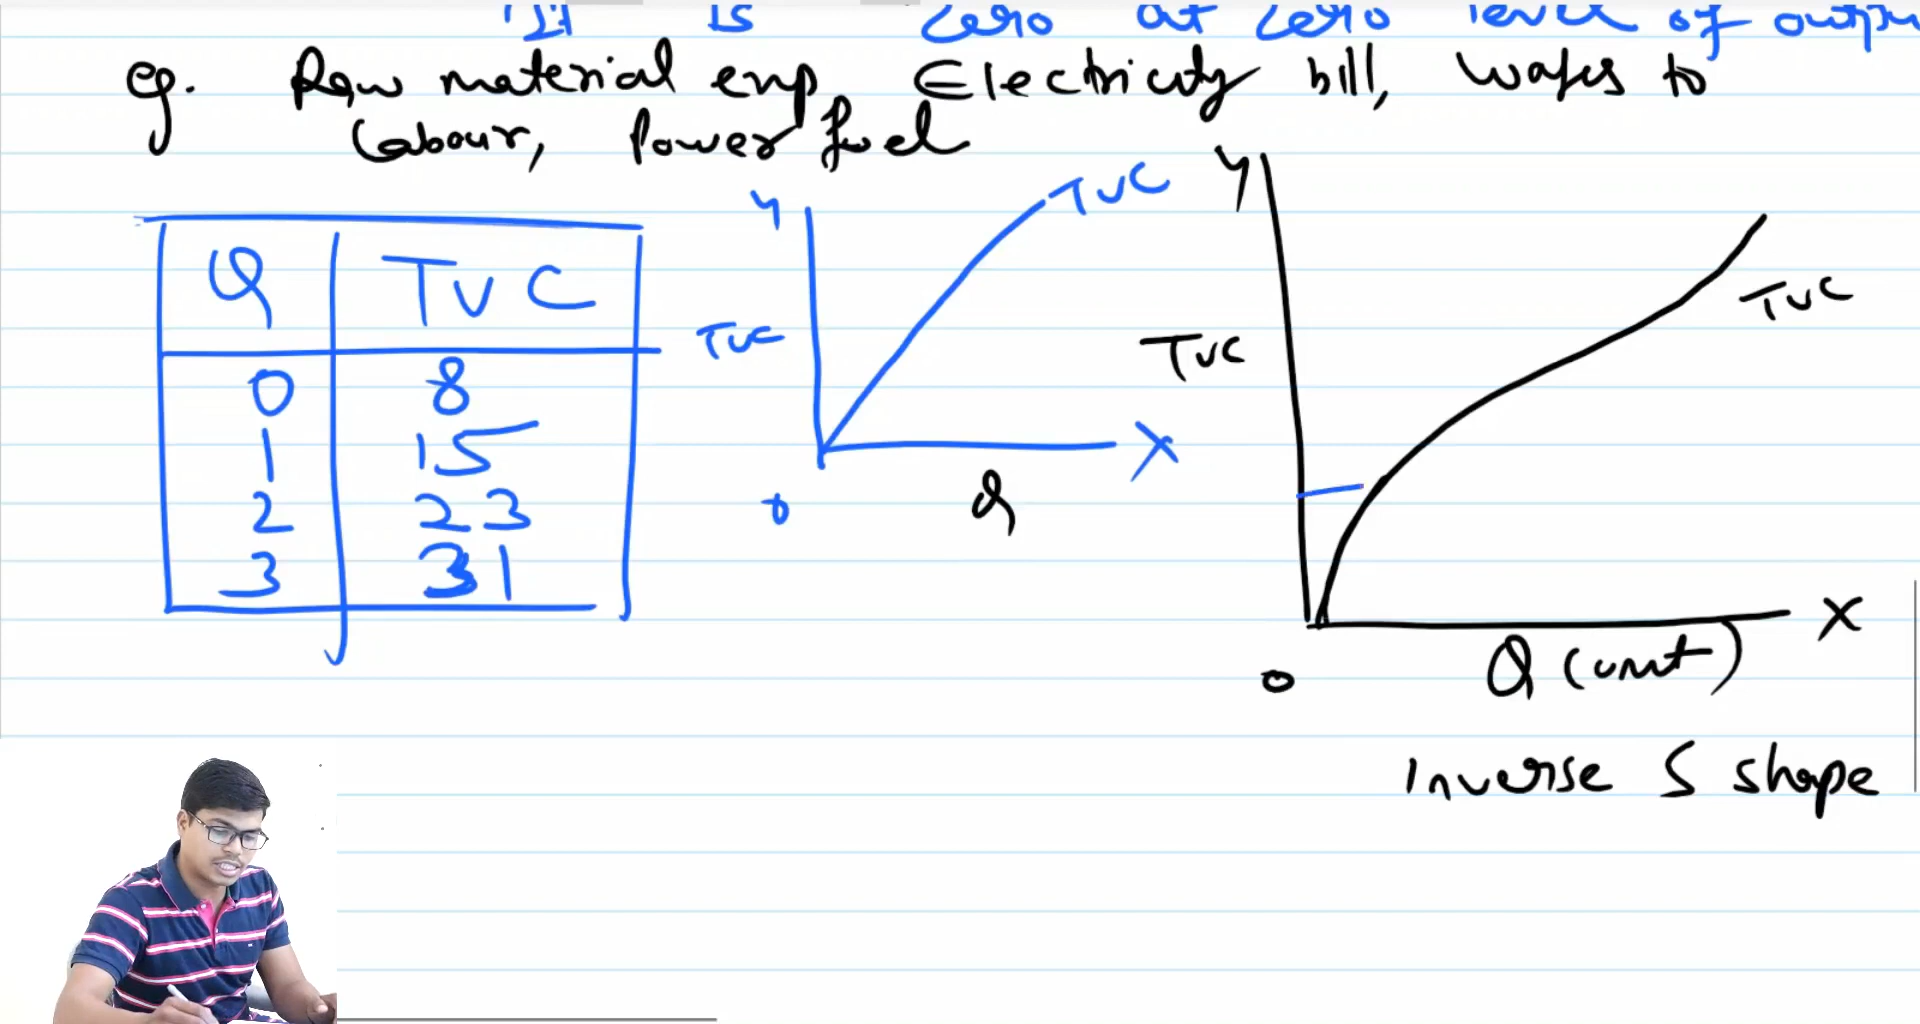 It is zero at zero level of outpu
eg. Raw material exp, Electricity bill, wages to
Labour, Power fuel
Q TVC
0 8
1 15
2 23
3 31
Y
TVC
TVC
0
Q
X
Y
TVC
TVC
0
Q (unit)
X
Inverse S shape